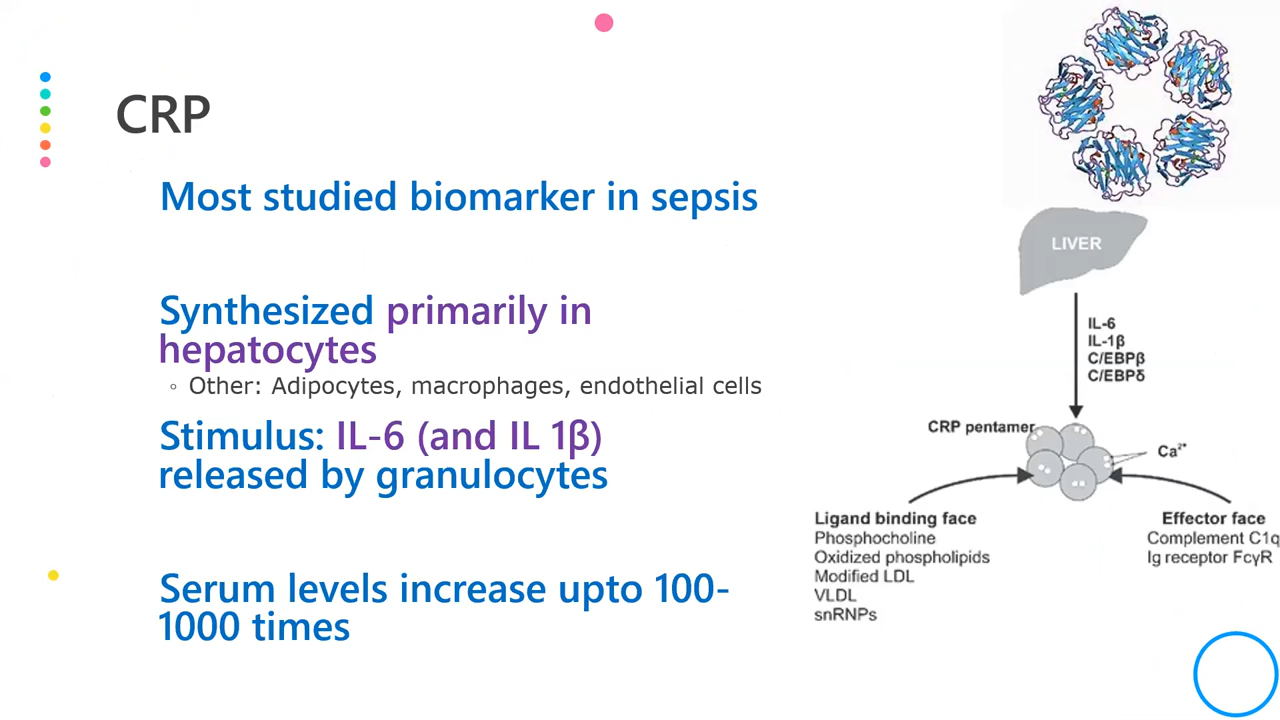 CRP
Most studied biomarker in sepsis
Synthesized primarily in
hepatocytes
◦ Other: Adipocytes, macrophages, endothelial cells
Stimulus: IL-6 (and IL 1β)
released by granulocytes
Serum levels increase upto 100-
1000 times
LIVER
IL-6
IL-1β
C/EBPβ
C/EBPδ
CRP pentamer
Ca²⁺
Ligand binding face
Phosphocholine
Oxidized phospholipids
Modified LDL
VLDL
snRNPs
Effector face
Complement C1q
Ig receptor FcγR